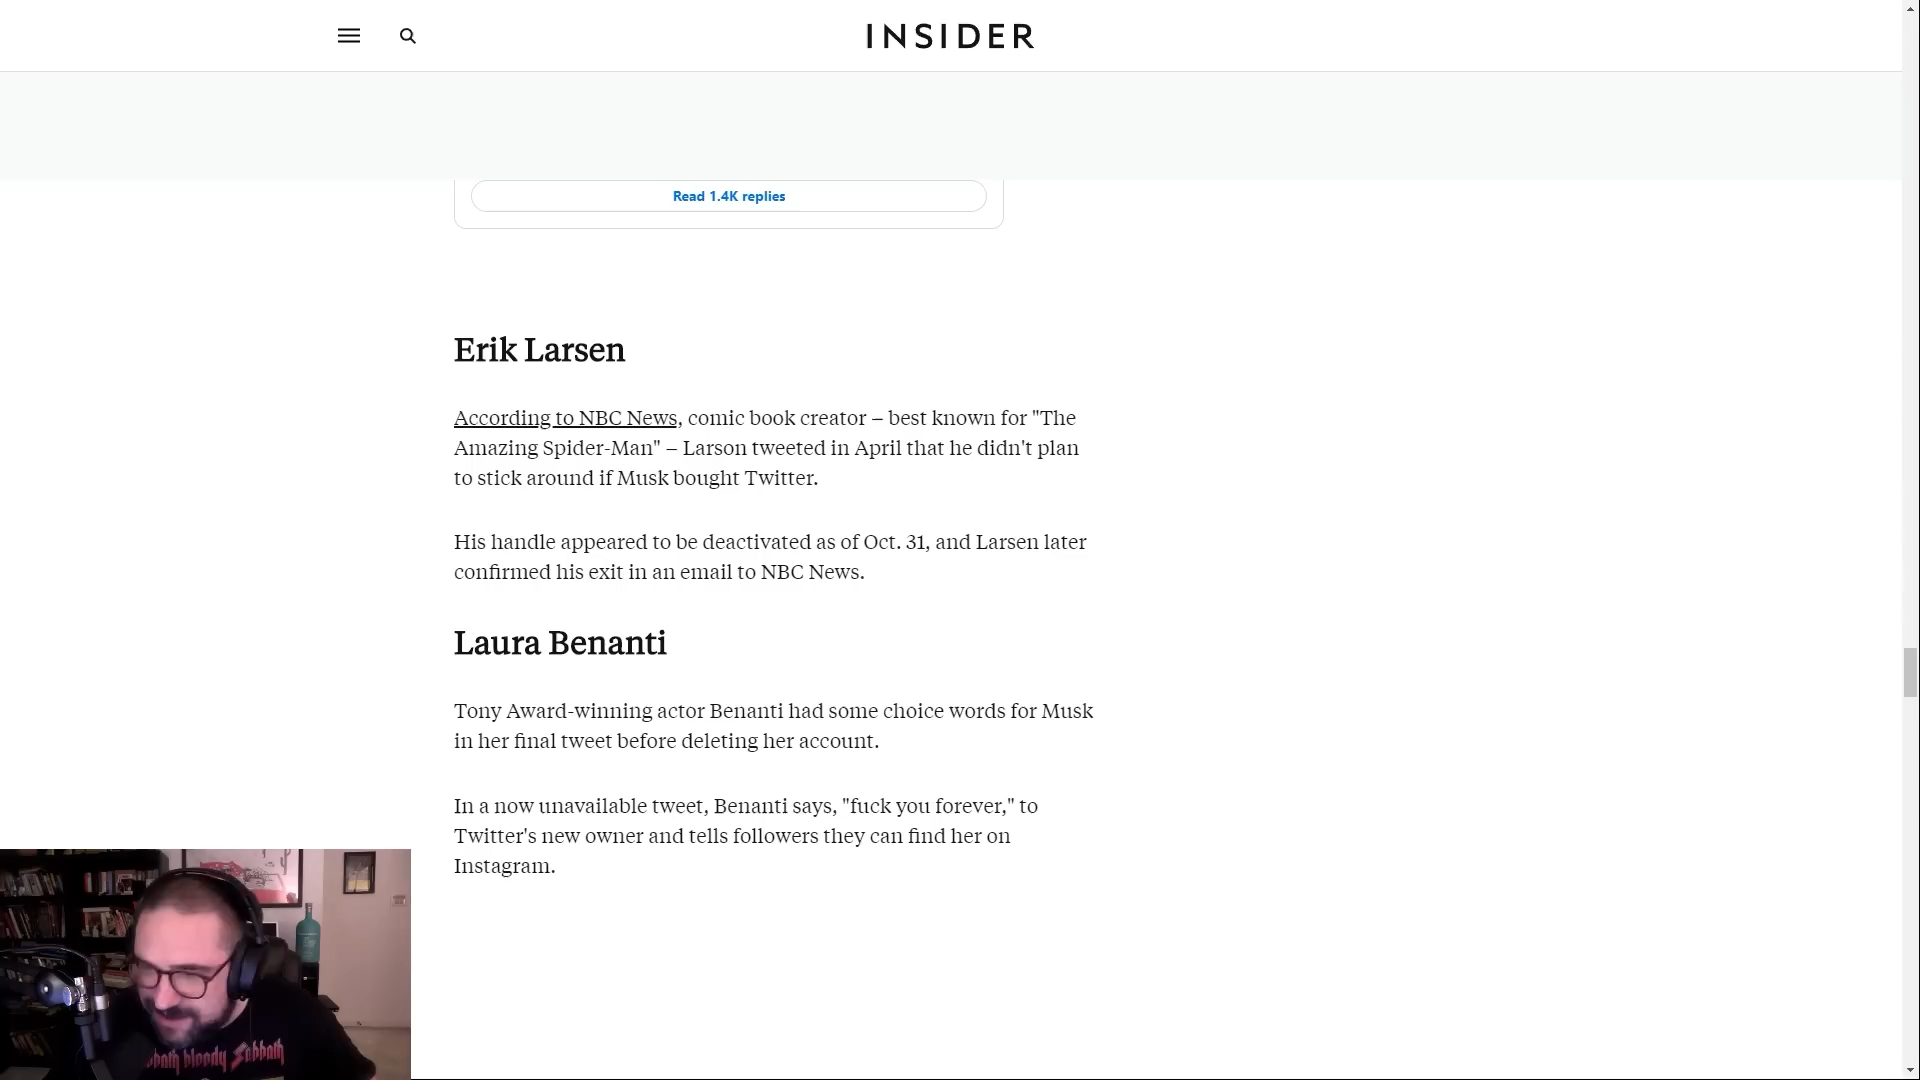 INSIDER
Read 1.4K replies
Erik Larsen
According to NBC News, comic book creator – best known for "The
Amazing Spider-Man" – Larson tweeted in April that he didn't plan
to stick around if Musk bought Twitter.
His handle appeared to be deactivated as of Oct. 31, and Larsen later
confirmed his exit in an email to NBC News.
Laura Benanti
Tony Award-winning actor Benanti had some choice words for Musk
in her final tweet before deleting her account.
In a now unavailable tweet, Benanti says, "fuck you forever," to
Twitter's new owner and tells followers they can find her on
Instagram.
bloody Sabbath